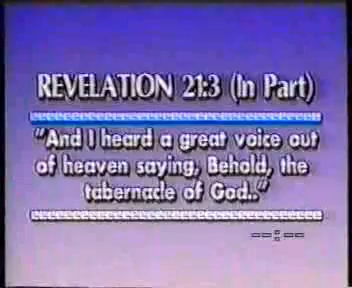 REVELATION 21:3 (In Part)
"And I heard a great voice out
of heaven saying, Behold, the
tabernacle of God.."
--:--